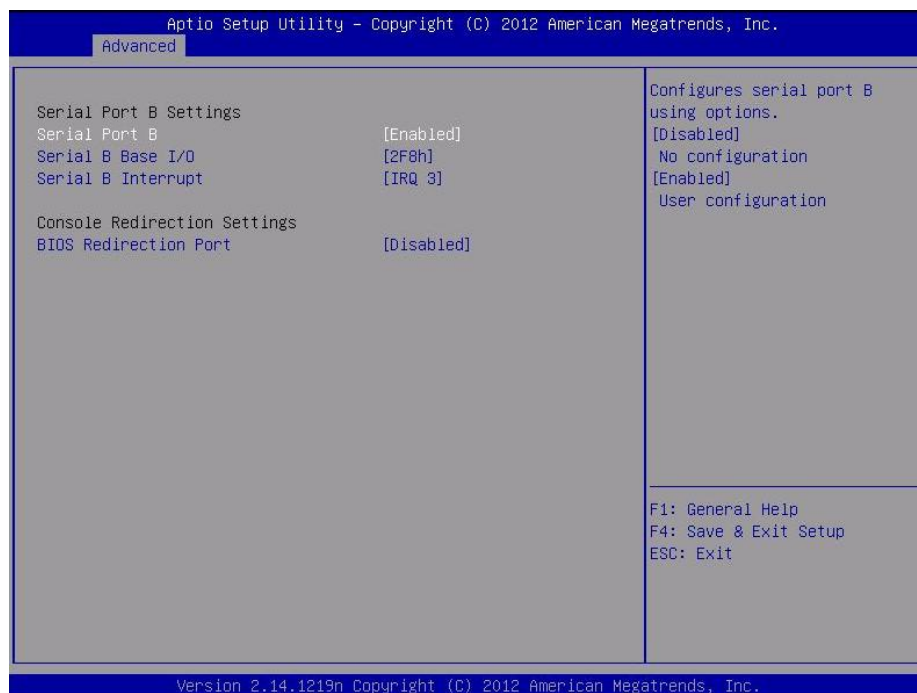 Aptio Setup Utility – Copyright (C) 2012 American Megatrends, Inc.
Advanced
Serial Port B Settings
Serial Port B [Enabled]
Serial B Base I/O [2F8h]
Serial B Interrupt [IRQ 3]
Console Redirection Settings
BIOS Redirection Port [Disabled]
Configures serial port B
using options.
[Disabled]
No configuration
[Enabled]
User configuration
F1: General Help
F4: Save & Exit Setup
ESC: Exit
Version 2.14.1219n Copyright (C) 2012 American Megatrends, Inc.